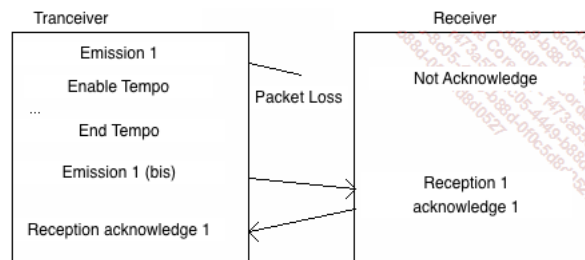 Tranceiver
Receiver
Emission 1
Enable Tempo
Packet Loss
Not Acknowledge
...
End Tempo
Emission 1 (bis)
Reception 1
acknowledge 1
Reception acknowledge 1